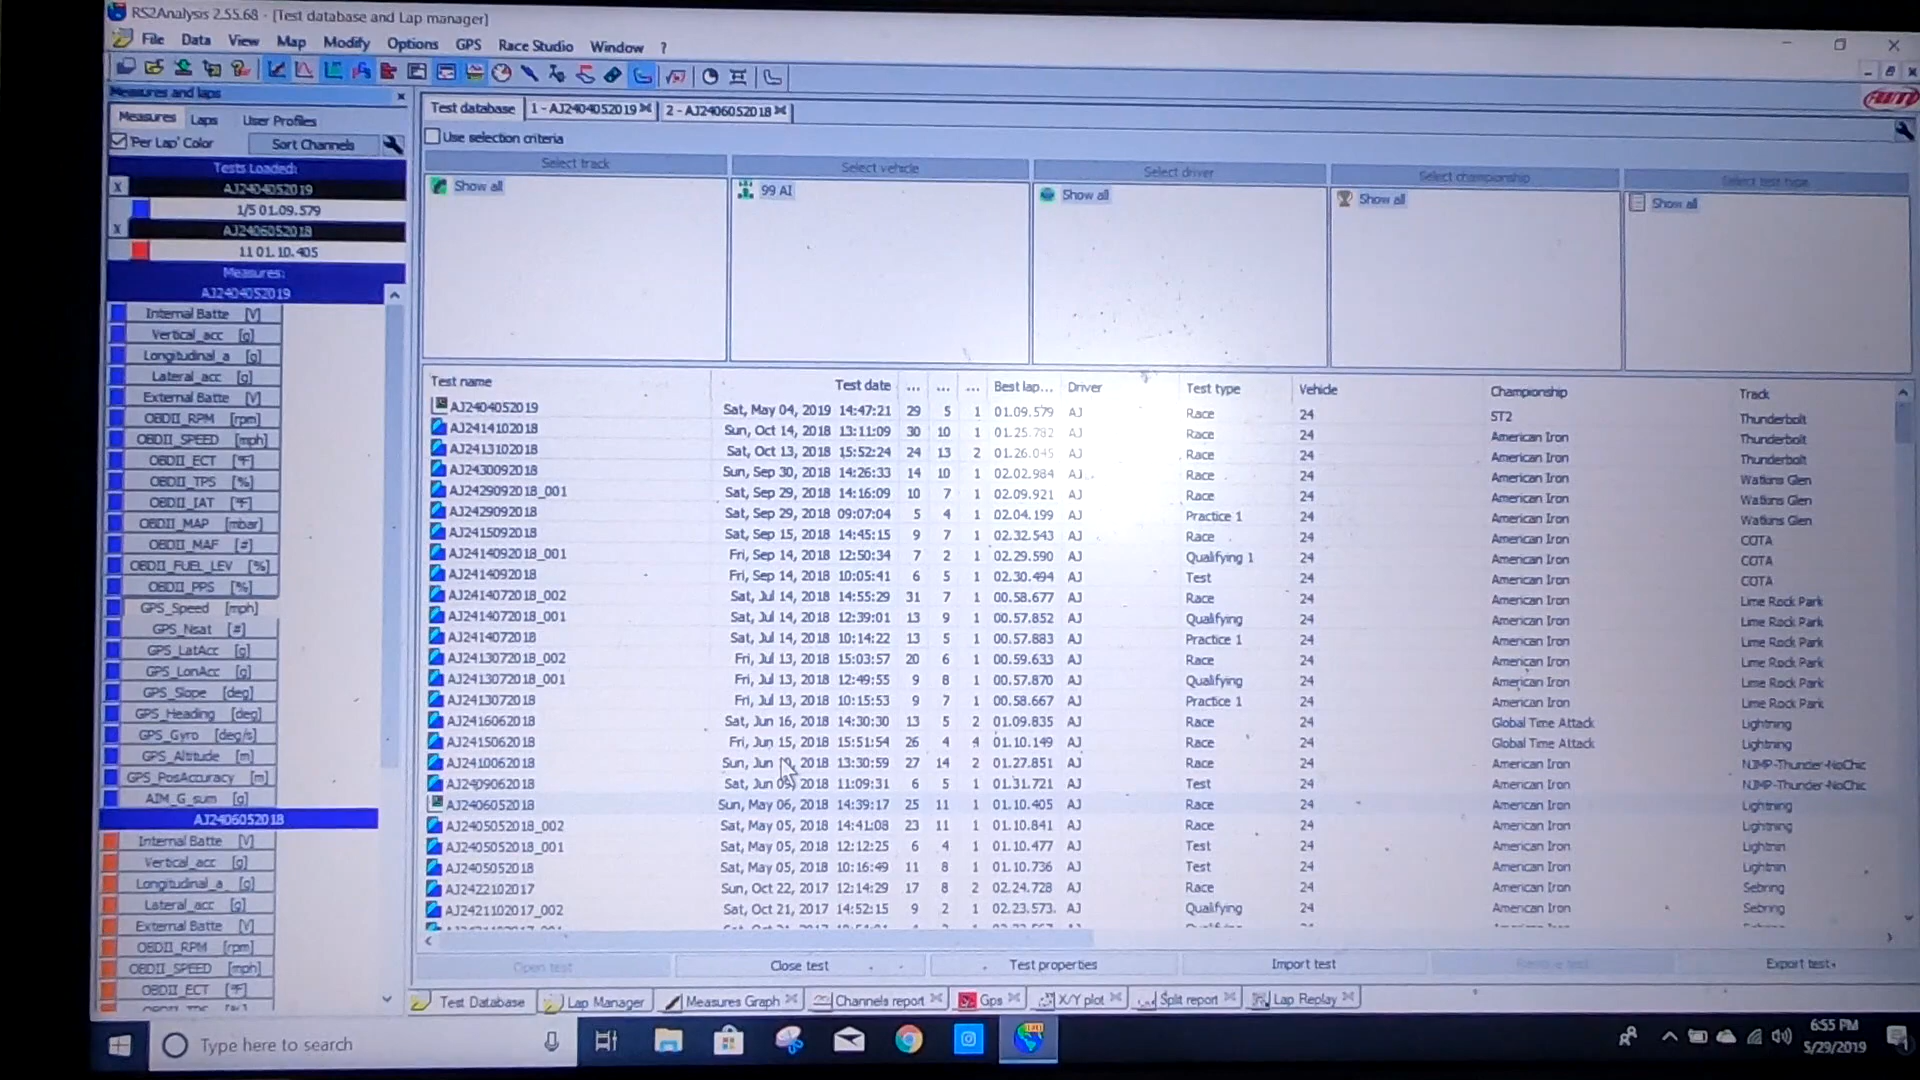 RS2Analysis 2.55.68 - [Test database and Lap manager]
File Data View Map Modify Options GPS Race Studio Window ?
Measures and laps
Measures Laps User Profiles
'Per Lap' Color Sort Channels
Tests Loaded:
X AJ2404052019
1/5 01.09.579
X AJ2406052018
11 01.10.405
Measures:
AJ2404052019
Internal Batte [V]
Vertical_acc [g]
Longitudinal_a [g]
Lateral_acc [g]
External Batte [V]
OBDII_RPM [rpm]
OBDII_SPEED [mph]
OBDII_ECT [°F]
OBDII_TPS [%]
OBDII_IAT [°F]
OBDII_MAP [mbar]
OBDII_MAF [#]
OBDII_FUEL_LEV [%]
OBDII_PPS [%]
GPS_Speed [mph]
GPS_Nsat [#]
GPS_LatAcc [g]
GPS_LonAcc [g]
GPS_Slope [deg]
GPS_Heading [deg]
GPS_Gyro [deg/s]
GPS_Altitude [m]
GPS_PosAccuracy [m]
AIM_G_sum [g]
AJ2406052018
Internal Batte [V]
Vertical_acc [g]
Longitudinal_a [g]
Lateral_acc [g]
External Batte [V]
OBDII_RPM [rpm]
OBDII_SPEED [mph]
OBDII_ECT [°F]
Test database 1 - AJ2404052019 2 - AJ2406052018
Use selection criteria
Select track Select vehicle Select driver Select championship Select test type
Show all 99 AI Show all Show all Show all
Test name Test date ... ... ... Best lap... Driver Test type Vehicle Championship Track
AJ2404052019 Sat, May 04, 2019 14:47:21 29 5 1 01.09.579 AJ Race 24 ST2 Thunderbolt
AJ2414102018 Sun, Oct 14, 2018 13:11:09 30 10 1 01.25.782 AJ Race 24 American Iron Thunderbolt
AJ2413102018 Sat, Oct 13, 2018 15:52:24 24 13 2 01.26.045 AJ Race 24 American Iron Thunderbolt
AJ2430092018 Sun, Sep 30, 2018 14:26:33 14 10 1 02.02.984 AJ Race 24 American Iron Watkins Glen
AJ2429092018_001 Sat, Sep 29, 2018 14:16:09 10 7 1 02.09.921 AJ Race 24 American Iron Watkins Glen
AJ2429092018 Sat, Sep 29, 2018 09:07:04 5 4 1 02.04.199 AJ Practice 1 24 American Iron Watkins Glen
AJ2415092018 Sat, Sep 15, 2018 14:45:15 9 7 1 02.32.543 AJ Race 24 American Iron COTA
AJ2414092018_001 Fri, Sep 14, 2018 12:50:34 7 2 1 02.29.590 AJ Qualifying 1 24 American Iron COTA
AJ2414092018 Fri, Sep 14, 2018 10:05:41 6 5 1 02.30.494 AJ Test 24 American Iron COTA
AJ2414072018_002 Sat, Jul 14, 2018 14:55:29 31 7 1 00.58.677 AJ Race 24 American Iron Lime Rock Park
AJ2414072018_001 Sat, Jul 14, 2018 12:39:01 13 9 1 00.57.852 AJ Qualifying 24 American Iron Lime Rock Park
AJ2414072018 Sat, Jul 14, 2018 10:14:22 13 5 1 00.57.883 AJ Practice 1 24 American Iron Lime Rock Park
AJ2413072018_002 Fri, Jul 13, 2018 15:03:57 20 6 1 00.59.633 AJ Race 24 American Iron Lime Rock Park
AJ2413072018_001 Fri, Jul 13, 2018 12:49:55 9 8 1 00.57.870 AJ Qualifying 24 American Iron Lime Rock Park
AJ2413072018 Fri, Jul 13, 2018 10:15:53 9 7 1 00.58.667 AJ Practice 1 24 American Iron Lime Rock Park
AJ2416062018 Sat, Jun 16, 2018 14:30:30 13 5 2 01.09.835 AJ Race 24 Global Time Attack Lightning
AJ2415062018 Fri, Jun 15, 2018 15:51:54 26 4 4 01.10.149 AJ Race 24 Global Time Attack Lightning
AJ2410062018 Sun, Jun 2018 13:30:59 27 14 2 01.27.851 AJ Race 24 American Iron NJMP-Thunder-NoChic
AJ2409062018 Sat, Jun 09, 2018 11:09:31 6 5 1 01.31.721 AJ Test 24 American Iron NJMP-Thunder-NoChic
AJ2406052018 Sun, May 06, 2018 14:39:17 25 11 1 01.10.405 AJ Race 24 American Iron Lightning
AJ2405052018_002 Sat, May 05, 2018 14:41:08 23 11 1 01.10.841 AJ Race 24 American Iron Lightning
AJ2405052018_001 Sat, May 05, 2018 12:12:25 6 4 1 01.10.477 AJ Test 24 American Iron Lightnin
AJ2405052018 Sat, May 05, 2018 10:16:49 11 8 1 01.10.736 AJ Test 24 American Iron Lightnin
AJ2422102017 Sun, Oct 22, 2017 12:14:29 17 8 2 02.24.728 AJ Race 24 American Iron Sebring
AJ2421102017_002 Sat, Oct 21, 2017 14:52:15 9 2 1 02.23.573 AJ Qualifying 24 American Iron Sebring
Open test Close test Test properties Import test Export test
Test Database Lap Manager Measures Graph Channels report Gps X/Y plot Split report Lap Replay
Type here to search
6:55 PM
5/29/2019